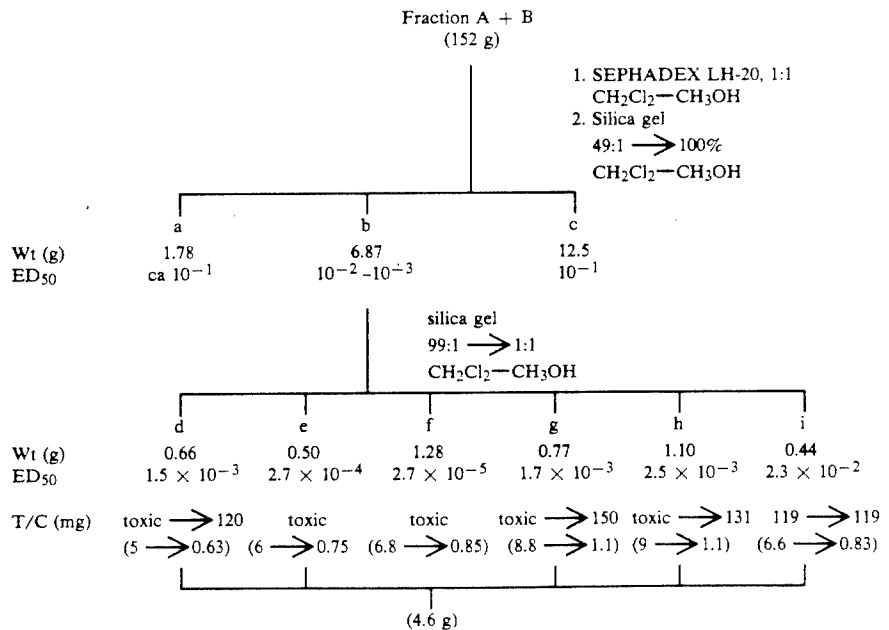 Fraction A + B
(152 g)
1. SEPHADEX LH-20, 1:1
CH2Cl2—CH3OH
2. Silica gel
49:1 → 100%
CH2Cl2—CH3OH
a b c
Wt (g) 1.78 6.87 12.5
ED50 ca 10−1 10−2 –10−3 10−1
silica gel
99:1 → 1:1
CH2Cl2—CH3OH
d e f g h i
Wt (g) 0.66 0.50 1.28 0.77 1.10 0.44
ED50 1.5 × 10−3 2.7 × 10−4 2.7 × 10−5 1.7 × 10−3 2.5 × 10−3 2.3 × 10−2
T/C (mg) toxic → 120 toxic toxic toxic → 150 toxic → 131 119 → 119
(5 → 0.63) (6 → 0.75 (6.8 → 0.85) (8.8 → 1.1) (9 → 1.1) (6.6 → 0.83)
(4.6 g)